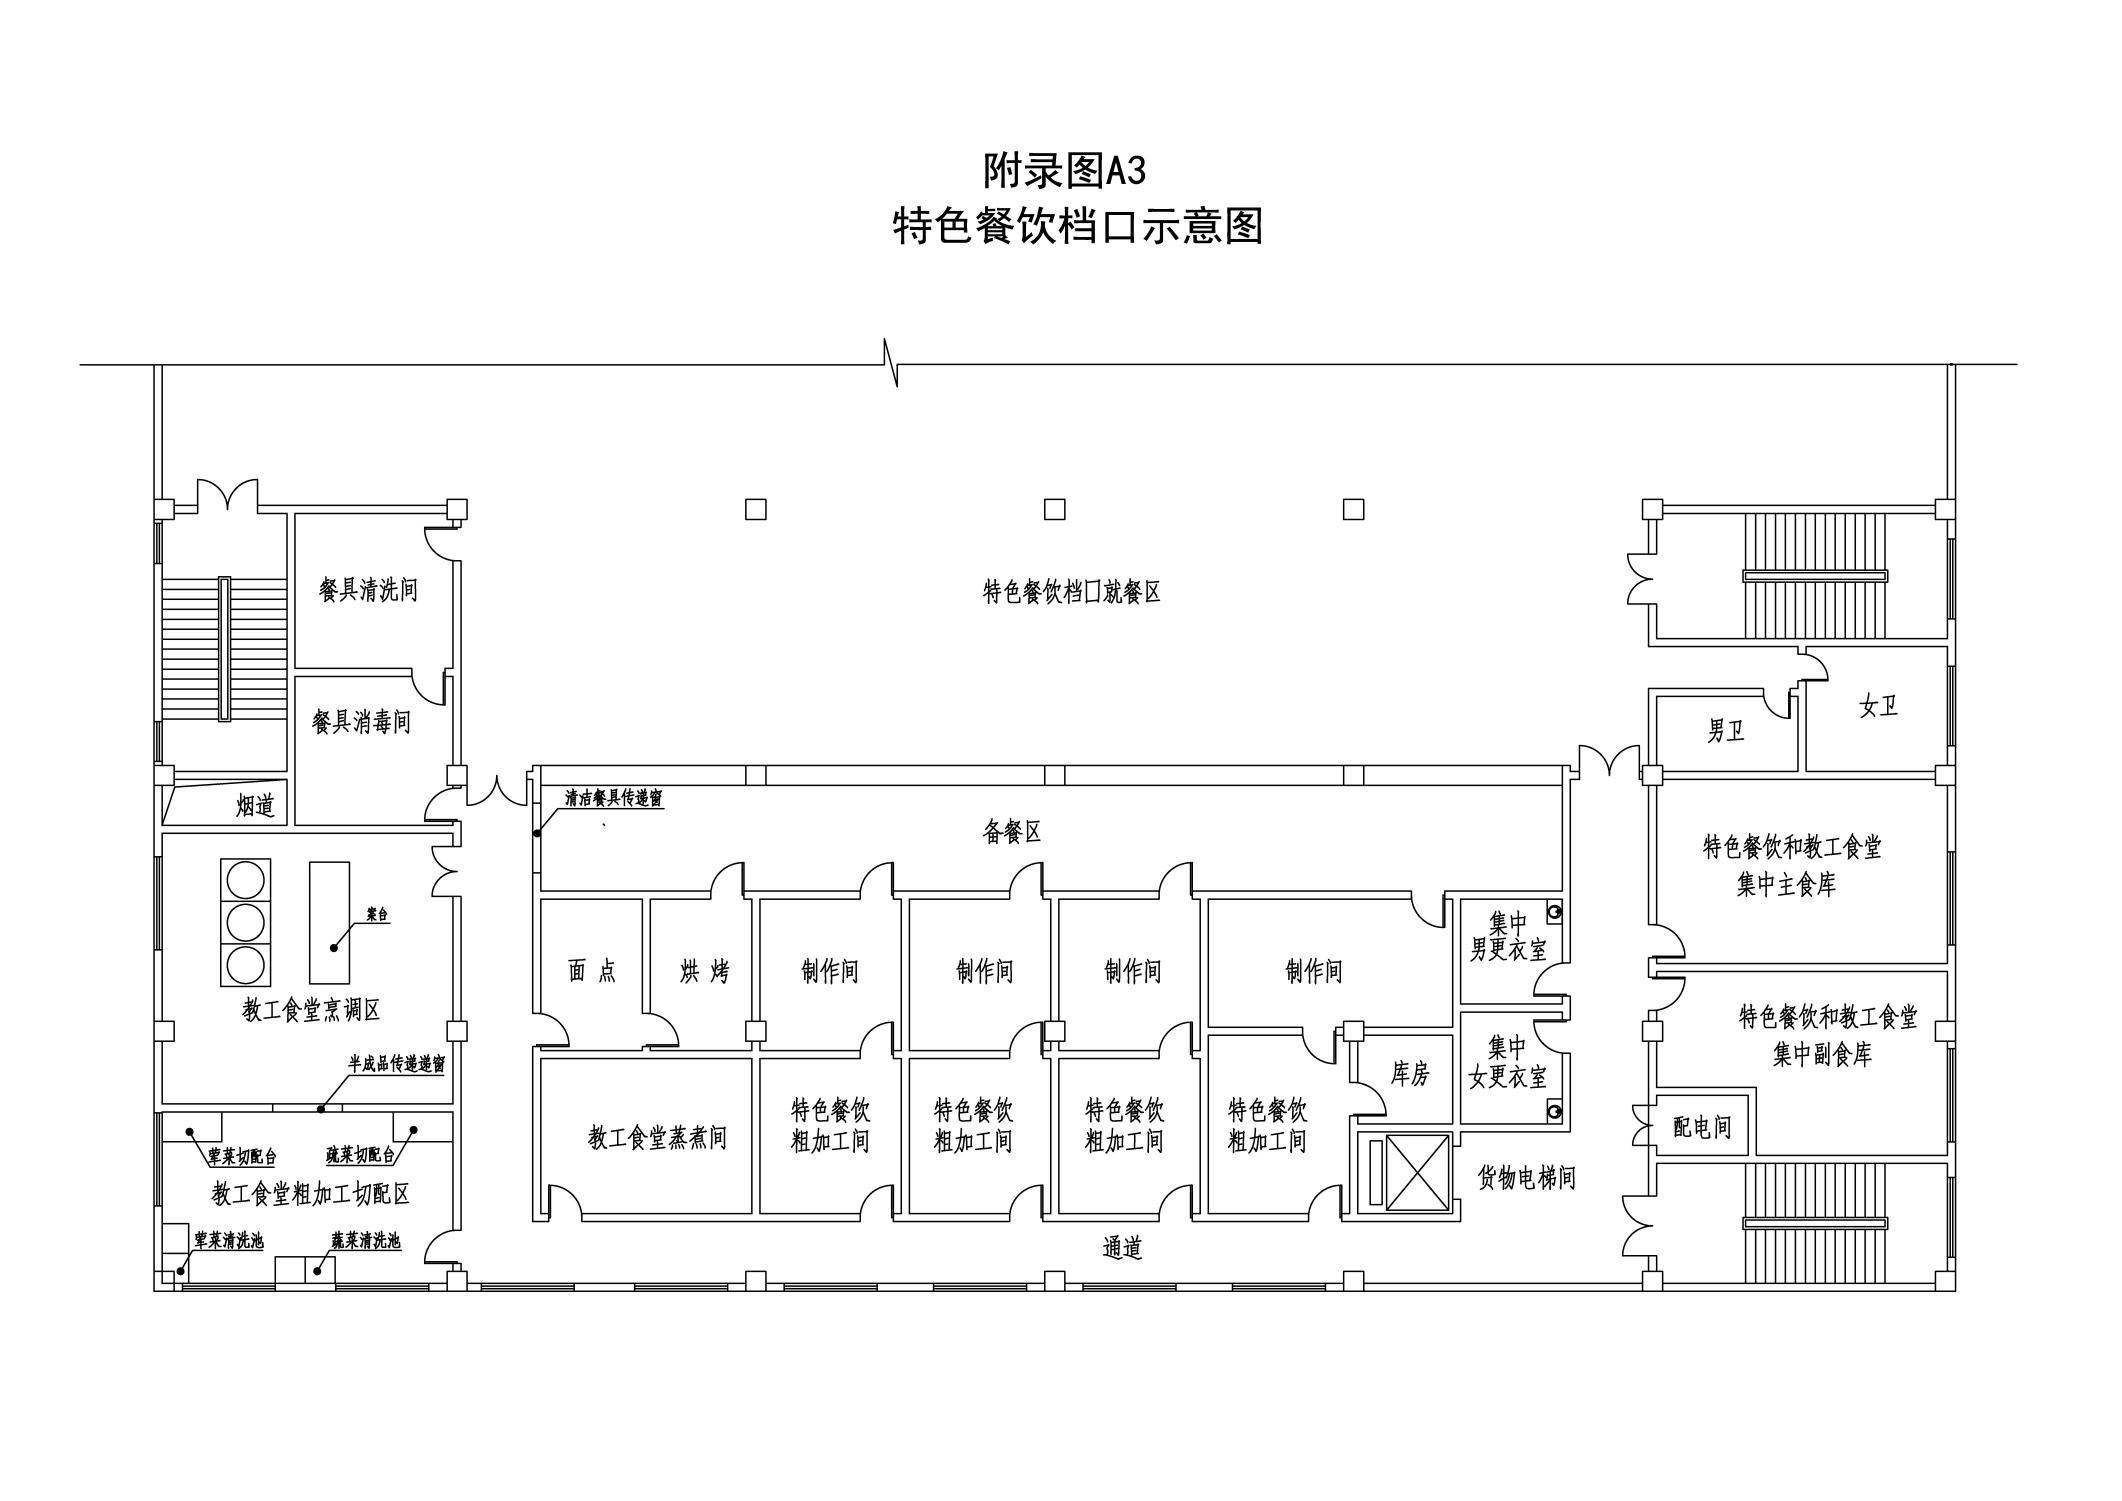 附录图A3
特色餐饮档口示意图
餐具清洗间
特色餐饮档口就餐区
餐具消毒间
女卫
男卫
烟道
清洁餐具传递窗
备餐区
特色餐饮和教工食堂
集中主食库
案台
集中
男更衣室
面 点
烘 烤
制作间
制作间
制作间
制作间
教工食堂烹调区
特色餐饮和教工食堂
集中副食库
半成品传递递窗
集中
女更衣室
库房
特色餐饮
粗加工间
特色餐饮
粗加工间
特色餐饮
粗加工间
特色餐饮
粗加工间
配电间
教工食堂蒸煮间
荤菜切配台
蔬菜切配台
货物电梯间
教工食堂粗加工切配区
荤菜清洗池
蔬菜清洗池
通道